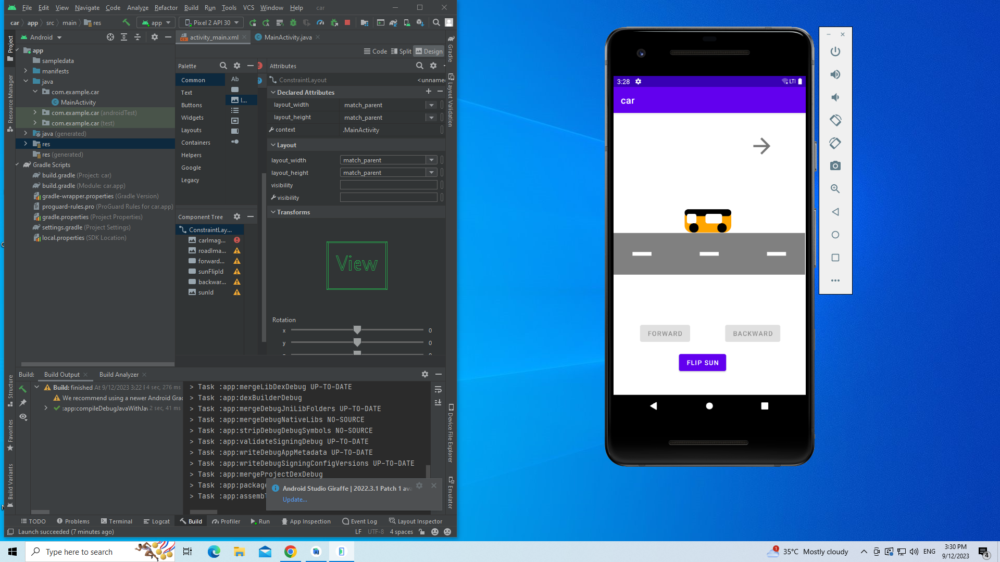 File Edit View Navigate Code Analyze Refactor Build Run Tools VCS Window Help car
car app src main res app Pixel 2 API 30
Project
Android
activity_main.xml MainActivity.java
Code Split Design
app
sampledata
manifests
java
com.example.car
MainActivity
com.example.car (androidTest)
com.example.car (test)
java (generated)
res
res (generated)
Gradle Scripts
build.gradle (Project: car)
build.gradle (Module: car.app)
gradle-wrapper.properties (Gradle Version)
proguard-rules.pro (ProGuard Rules for car.app)
gradle.properties (Project Properties)
settings.gradle (Project Settings)
local.properties (SDK Location)
Resource Manager
Structure
Favorites
Build Variants
Palette
Common
Text
Buttons
Widgets
Layouts
Containers
Helpers
Google
Legacy
Ab
I...
Component Tree
ConstraintLay...
carImag...
roadIma...
forward...
sunFlipId
backwar...
sunId
Attributes
ConstraintLayout <unname
Declared Attributes
layout_width match_parent
layout_height match_parent
context .MainActivity
Layout
layout_width match_parent
layout_height match_parent
visibility
visibility
Transforms
View
Rotation
x 0
y 0
Gradle
Layout Validation
Device File Explorer
Emulator
Build: Build Output Build Analyzer
Build: finished At 9/12/2023 3:22 4 sec, 276 ms
We recommend using a newer Android Grad
:app:compileDebugJavaWithJav 2 sec, 41 ms
> Task :app:mergeLibDexDebug UP-TO-DATE
> Task :app:dexBuilderDebug
> Task :app:mergeDebugJniLibFolders UP-TO-DATE
> Task :app:mergeDebugNativeLibs NO-SOURCE
> Task :app:stripDebugDebugSymbols NO-SOURCE
> Task :app:validateSigningDebug UP-TO-DATE
> Task :app:writeDebugAppMetadata UP-TO-DATE
> Task :app:writeDebugSigningConfigVersions UP-TO-DATE
> Task :app:mergeProjectDexDebug
> Task :app:package
> Task :app:assembl
Android Studio Giraffe | 2022.3.1 Patch 1 ava
Update...
TODO Problems Terminal Logcat Build Profiler Run App Inspection Event Log Layout Inspector
Launch succeeded (7 minutes ago) LF UTF-8 4 spaces
3:28 LTE
car
FORWARD BACKWARD
FLIP SUN
Type here to search
1 35°C Mostly cloudy ENG 3:30 PM
9/12/2023 4